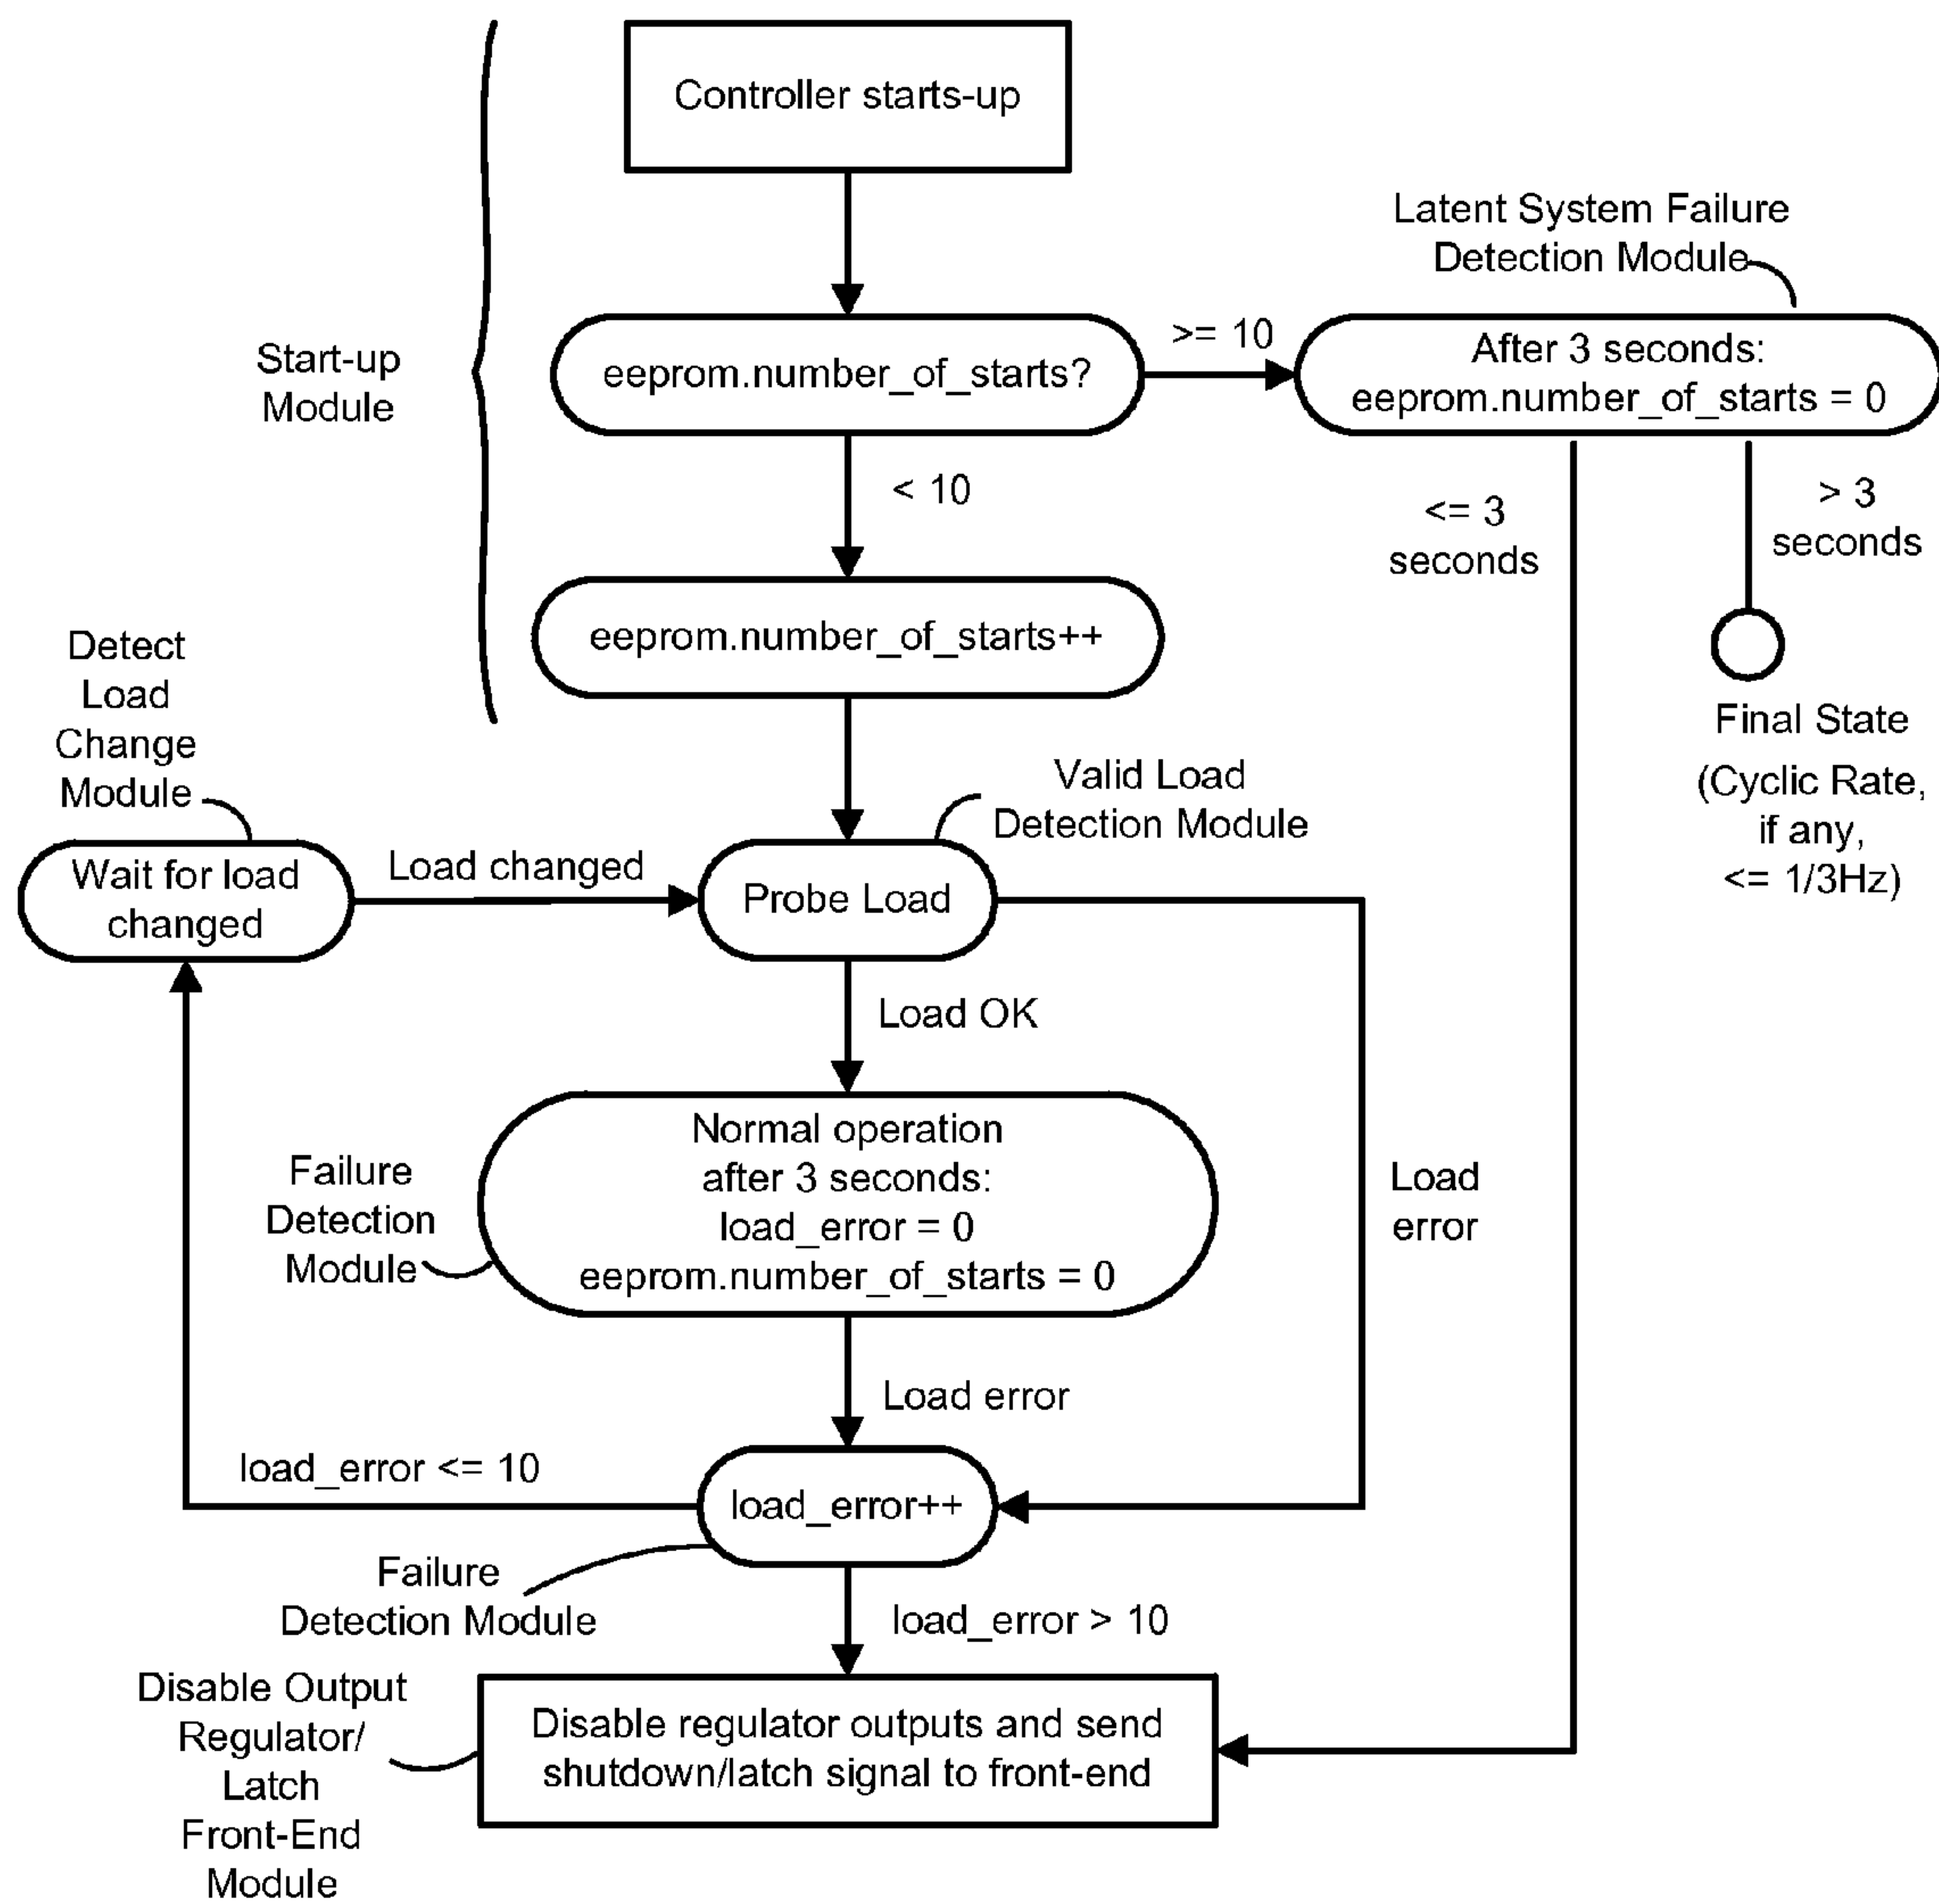 Controller starts-up
Latent System Failure
Detection Module
Start-up
Module
eeprom.number_of_starts?
>= 10
After 3 seconds:
eeprom.number_of_starts = 0
< 10
<= 3
seconds
> 3
seconds
eeprom.number_of_starts++
Detect
Load
Change
Module
Final State
(Cyclic Rate,
if any,
<= 1/3Hz)
Valid Load
Detection Module
Wait for load
changed
Load changed
Probe Load
Load OK
Load
error
Normal operation
after 3 seconds:
load_error = 0
eeprom.number_of_starts = 0
Failure
Detection
Module
Load error
load_error <= 10
load_error++
Failure
Detection Module
load_error > 10
Disable Output
Regulator/
Latch
Front-End
Module
Disable regulator outputs and send
shutdown/latch signal to front-end